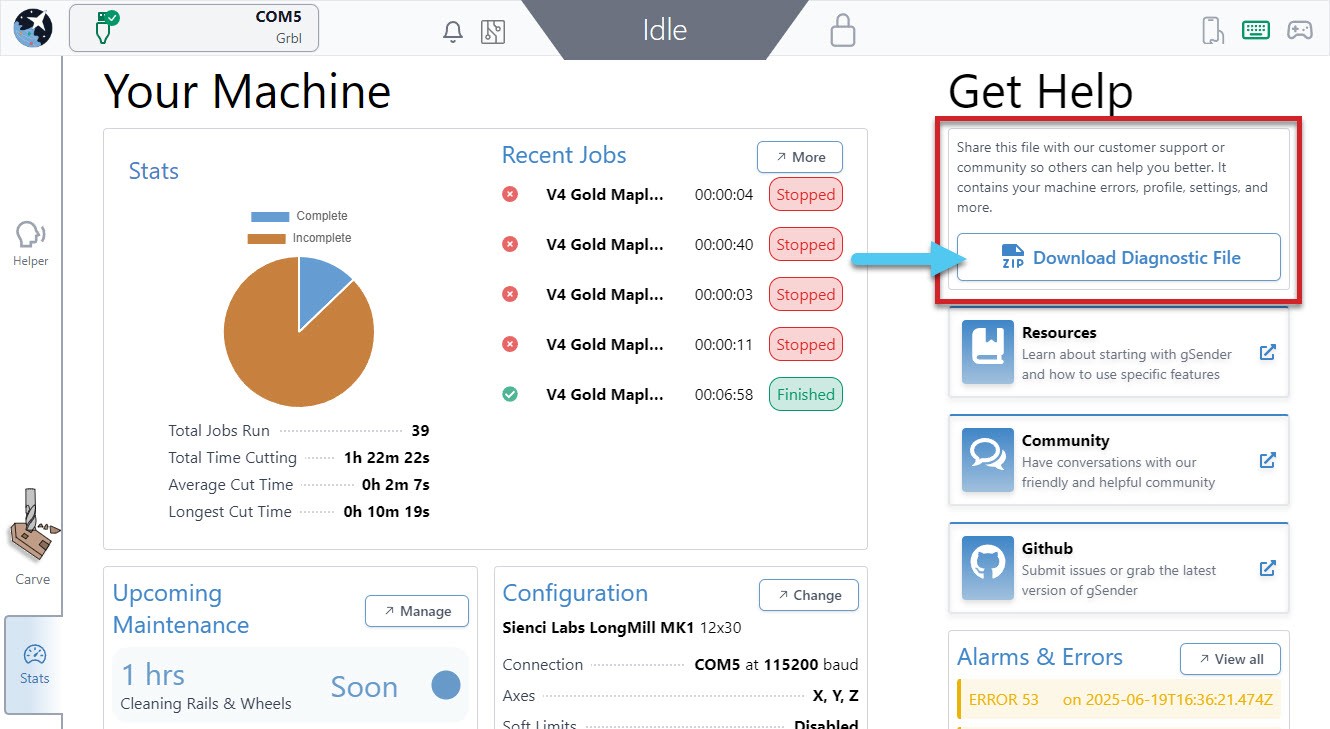 COM5
Grbl
Idle
Helper
Carve
Stats
Your Machine
Stats
Complete
Incomplete
Total Jobs Run 39
Total Time Cutting 1h 22m 22s
Average Cut Time 0h 2m 7s
Longest Cut Time 0h 10m 19s
Recent Jobs
More
V4 Gold Mapl... 00:00:04 Stopped
V4 Gold Mapl... 00:00:40 Stopped
V4 Gold Mapl... 00:00:03 Stopped
V4 Gold Mapl... 00:00:11 Stopped
V4 Gold Mapl... 00:06:58 Finished
Upcoming
Maintenance
Manage
1 hrs
Cleaning Rails & Wheels
Soon
Configuration
Change
Sienci Labs LongMill MK1 12x30
Connection COM5 at 115200 baud
Axes X, Y, Z
Soft Limits Disabled
Get Help
Share this file with our customer support or
community so others can help you better. It
contains your machine errors, profile, settings, and
more.
ZIP Download Diagnostic File
Resources
Learn about starting with gSender
and how to use specific features
Community
Have conversations with our
friendly and helpful community
Github
Submit issues or grab the latest
version of gSender
Alarms & Errors
View all
ERROR 53 on 2025-06-19T16:36:21.474Z